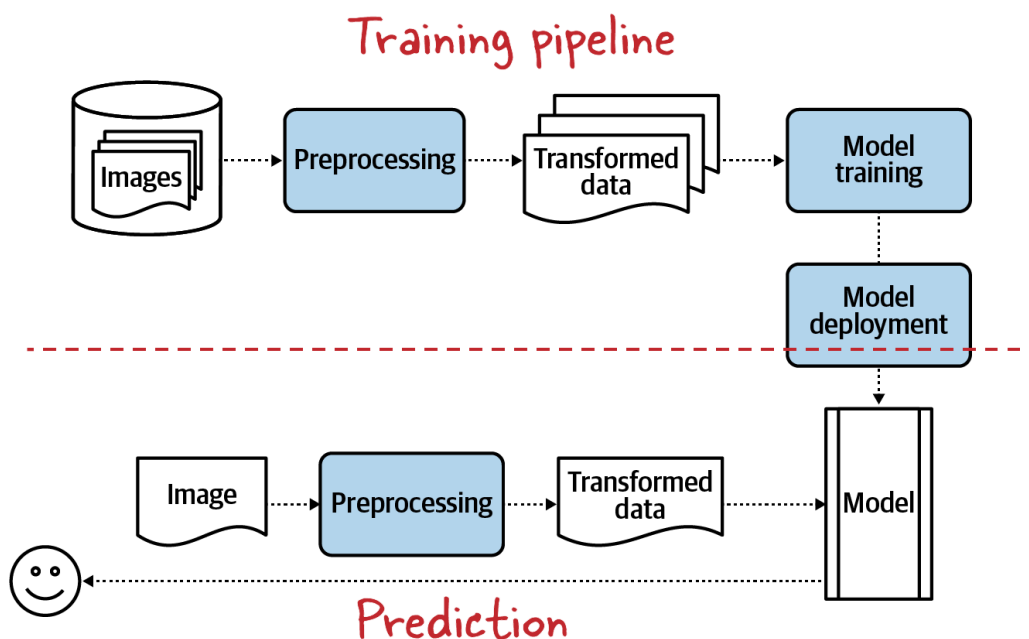 Training pipeline
Images
Preprocessing
Transformed
data
Model
training
Model
deployment
Image
Preprocessing
Transformed
data
Model
Prediction